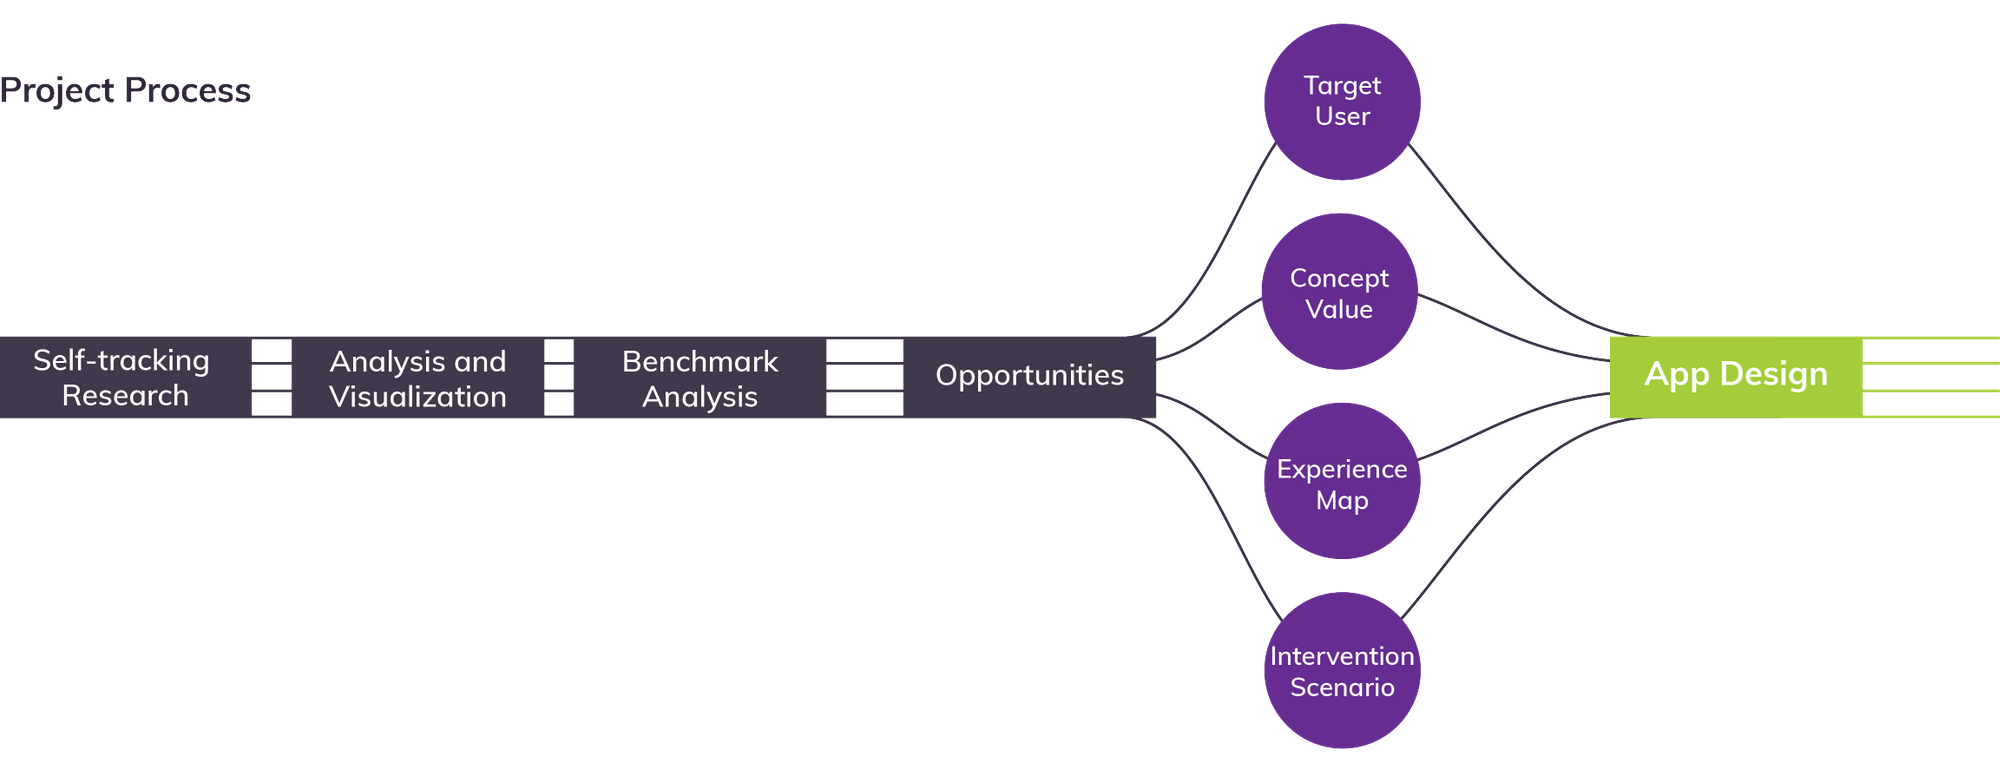 Project Process
Self-tracking
Research
Analysis and
Visualization
Benchmark
Analysis
Opportunities
Target
User
Concept
Value
Experience
Map
Intervention
Scenario
App Design